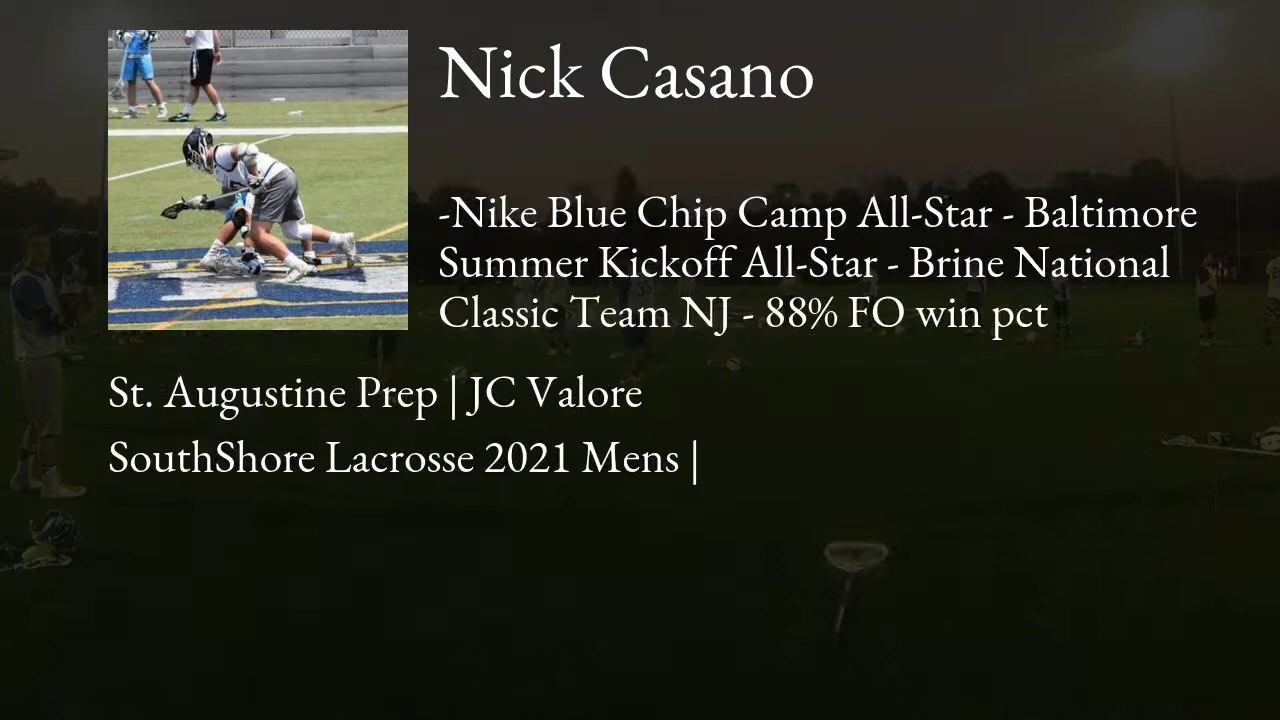 Nick Casano
-Nike Blue Chip Camp All-Star - Baltimore
Summer Kickoff All-Star - Brine National
Classic Team NJ - 88% FO win pct
St. Augustine Prep | JC Valore
SouthShore Lacrosse 2021 Mens |